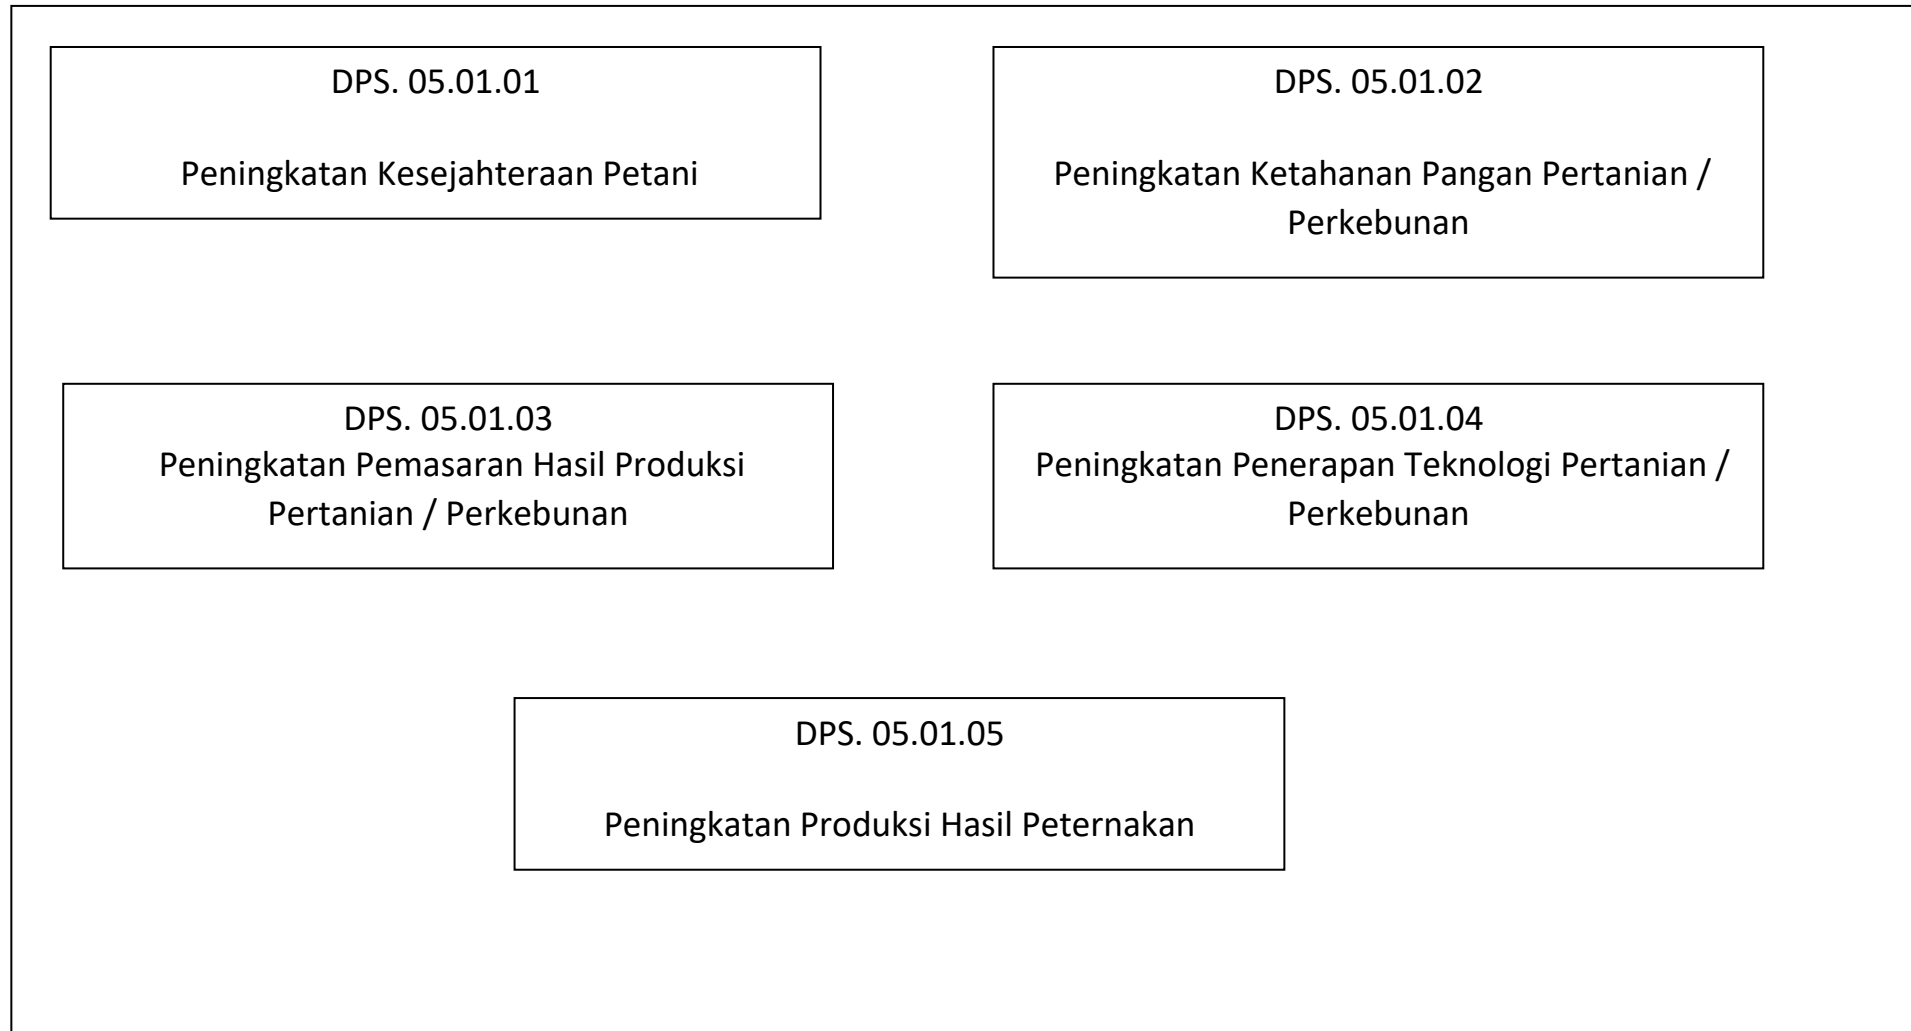 DPS. 05.01.01
Peningkatan Kesejahteraan Petani
DPS. 05.01.02
Peningkatan Ketahanan Pangan Pertanian /
Perkebunan
DPS. 05.01.03
Peningkatan Pemasaran Hasil Produksi
Pertanian / Perkebunan
DPS. 05.01.04
Peningkatan Penerapan Teknologi Pertanian /
Perkebunan
DPS. 05.01.05
Peningkatan Produksi Hasil Peternakan